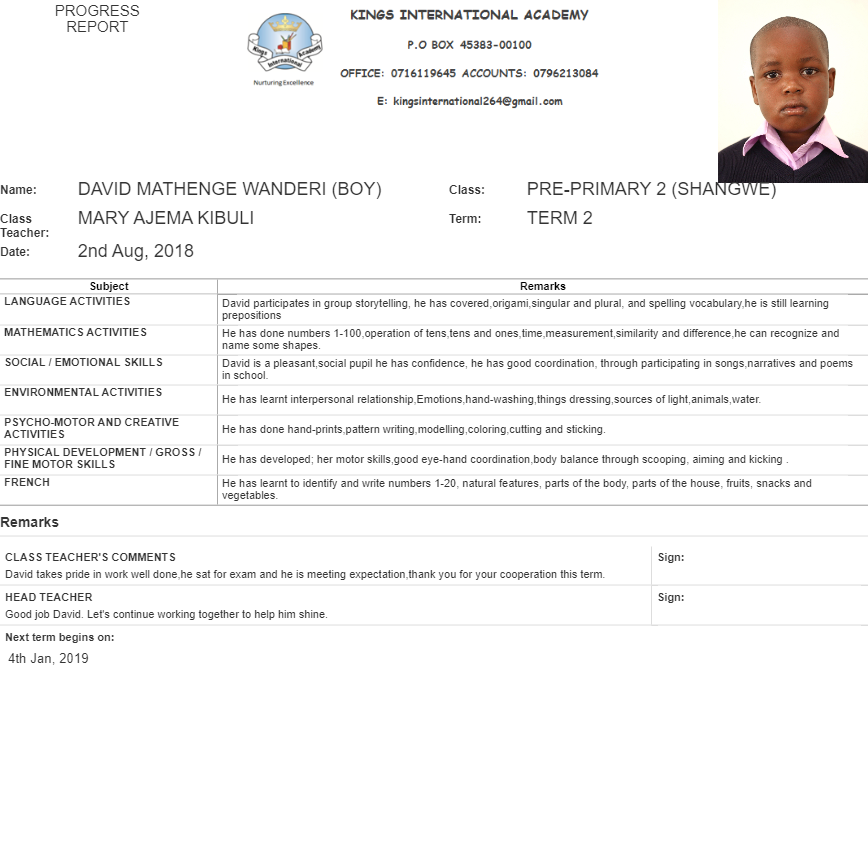 PROGRESS
REPORT
Kings
International
Academy
Nurturing Excellence
KINGS INTERNATIONAL ACADEMY
P.O BOX 45383-00100
OFFICE: 0716119645 ACCOUNTS: 0796213084
E: kingsinternational264@gmail.com
Name: DAVID MATHENGE WANDERI (BOY) Class: PRE-PRIMARY 2 (SHANGWE)
Class Teacher: MARY AJEMA KIBULI Term: TERM 2
Date: 2nd Aug, 2018
Subject Remarks
LANGUAGE ACTIVITIES
David participates in group storytelling, he has covered,origami,singular and plural, and spelling vocabulary,he is still learning
prepositions
MATHEMATICS ACTIVITIES
He has done numbers 1-100,operation of tens,tens and ones,time,measurement,similarity and difference,he can recognize and
name some shapes.
SOCIAL / EMOTIONAL SKILLS
David is a pleasant,social pupil he has confidence, he has good coordination, through participating in songs,narratives and poems
in school.
ENVIRONMENTAL ACTIVITIES
He has learnt interpersonal relationship,Emotions,hand-washing,things dressing,sources of light,animals,water.
PSYCHO-MOTOR AND CREATIVE
ACTIVITIES
He has done hand-prints,pattern writing,modelling,coloring,cutting and sticking.
PHYSICAL DEVELOPMENT / GROSS /
FINE MOTOR SKILLS
He has developed; her motor skills,good eye-hand coordination,body balance through scooping, aiming and kicking .
FRENCH
He has learnt to identify and write numbers 1-20, natural features, parts of the body, parts of the house, fruits, snacks and
vegetables.
Remarks
CLASS TEACHER'S COMMENTS Sign:
David takes pride in work well done,he sat for exam and he is meeting expectation,thank you for your cooperation this term.
HEAD TEACHER Sign:
Good job David. Let's continue working together to help him shine.
Next term begins on:
4th Jan, 2019